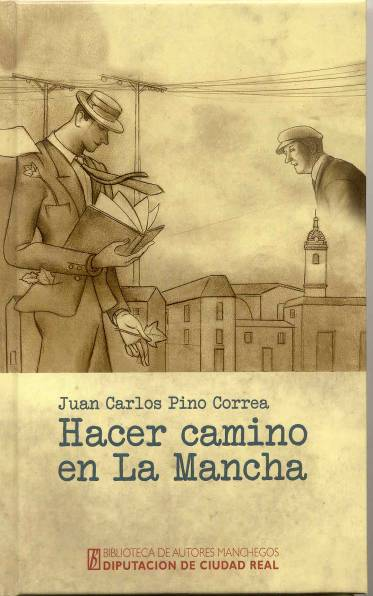 Juan Carlos Pino Correa
Hacer camino
en La Mancha
BIBLIOTECA DE AUTORES MANCHEGOS
DIPUTACION DE CIUDAD REAL